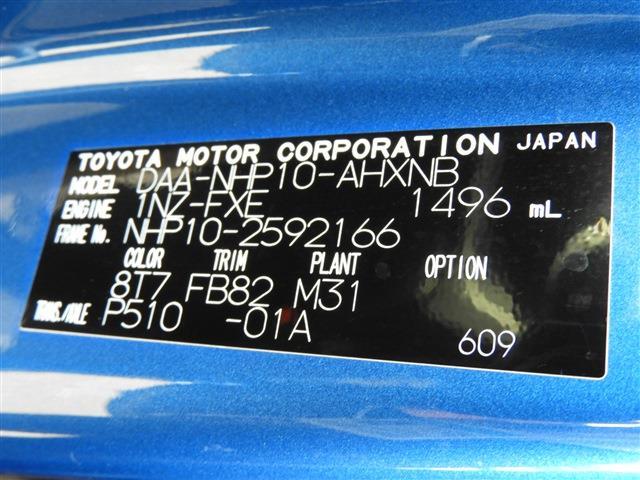 TOYOTA MOTOR CORPORATION JAPAN
MODEL DAA-NHP10-AHXNB
ENGINE 1NZ-FXE 1496 mL
FRAME No. NHP10-2592166
COLOR TRIM PLANT OPTION
8T7 FB82 M31
TRANS./AXLE P510 -01A
609